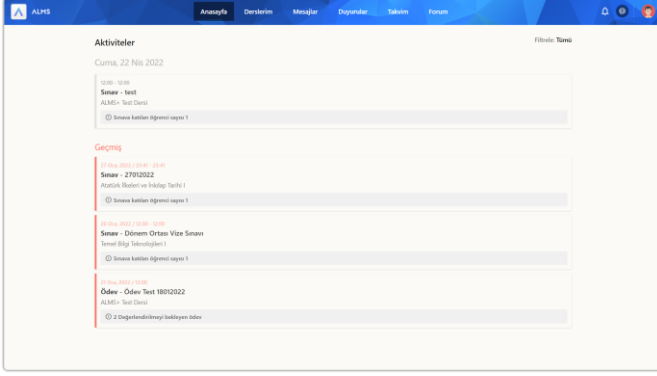 ALMS
Anasayfa Derslerim Mesajlar Duyurular Takvim Forum
Aktiviteler
Filtrele: Tümü
Cuma, 22 Nis 2022
12:00 - 12:00
Sınav - test
ALMS+ Test Dersi
Sınava katılan öğrenci sayısı 1
Geçmiş
27 Oca, 2022 / 23:41 - 23:41
Sınav - 27012022
Atatürk İlkeleri ve İnkılap Tarihi I
Sınava katılan öğrenci sayısı 1
Sınav - Dönem Ortası Vize Sınavı
Temel Bilgi Teknolojileri I
Sınava katılan öğrenci sayısı 1
Ödev - Ödev Test 18012022
ALMS+ Test Dersi
2 Değerlendirilmeyi bekleyen ödev